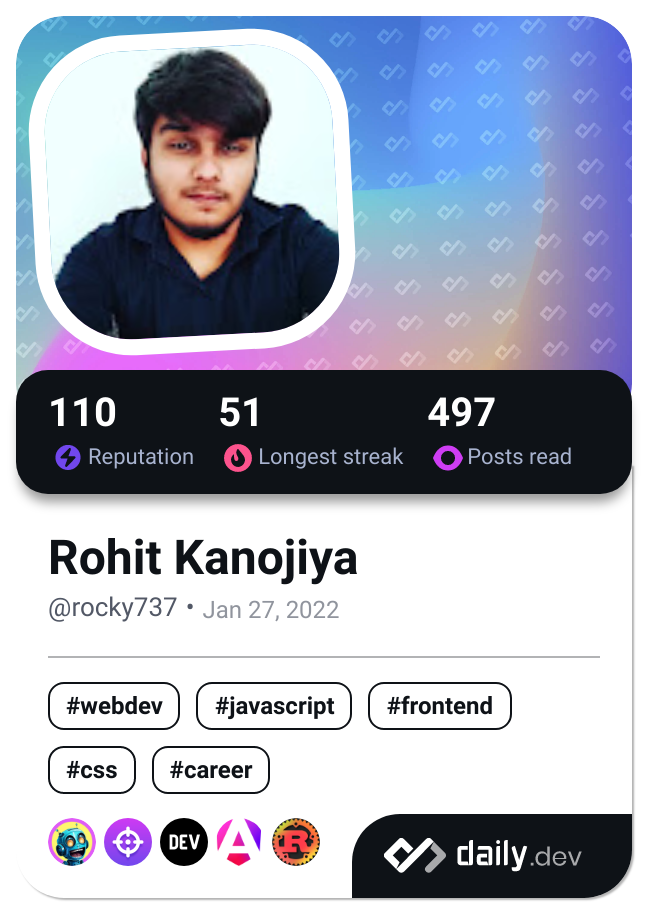 110 51 497
Reputation Longest streak Posts read
Rohit Kanojiya
@rocky737 • Jan 27, 2022
#webdev #javascript #frontend
#css #career
DEV R
daily.dev